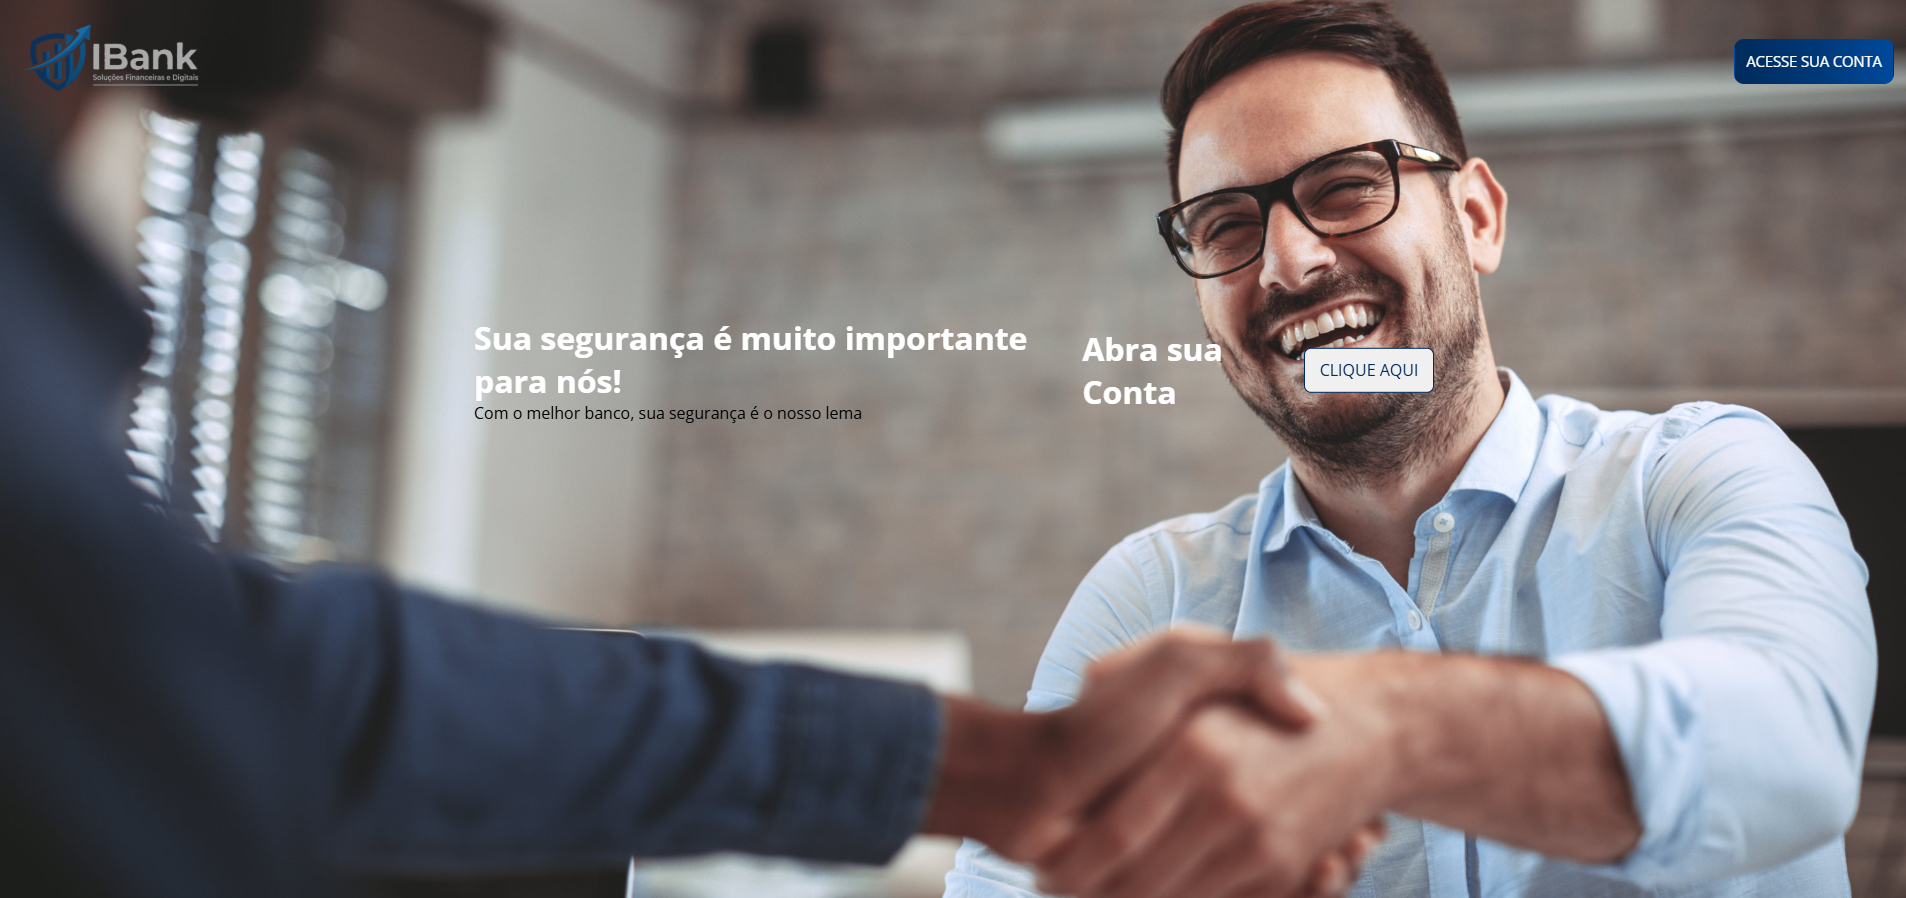 IBank
Soluções Financeiras e Digitais
ACESSE SUA CONTA
Sua segurança é muito importante
para nós!
Com o melhor banco, sua segurança é o nosso lema
Abra sua
Conta
CLIQUE AQUI